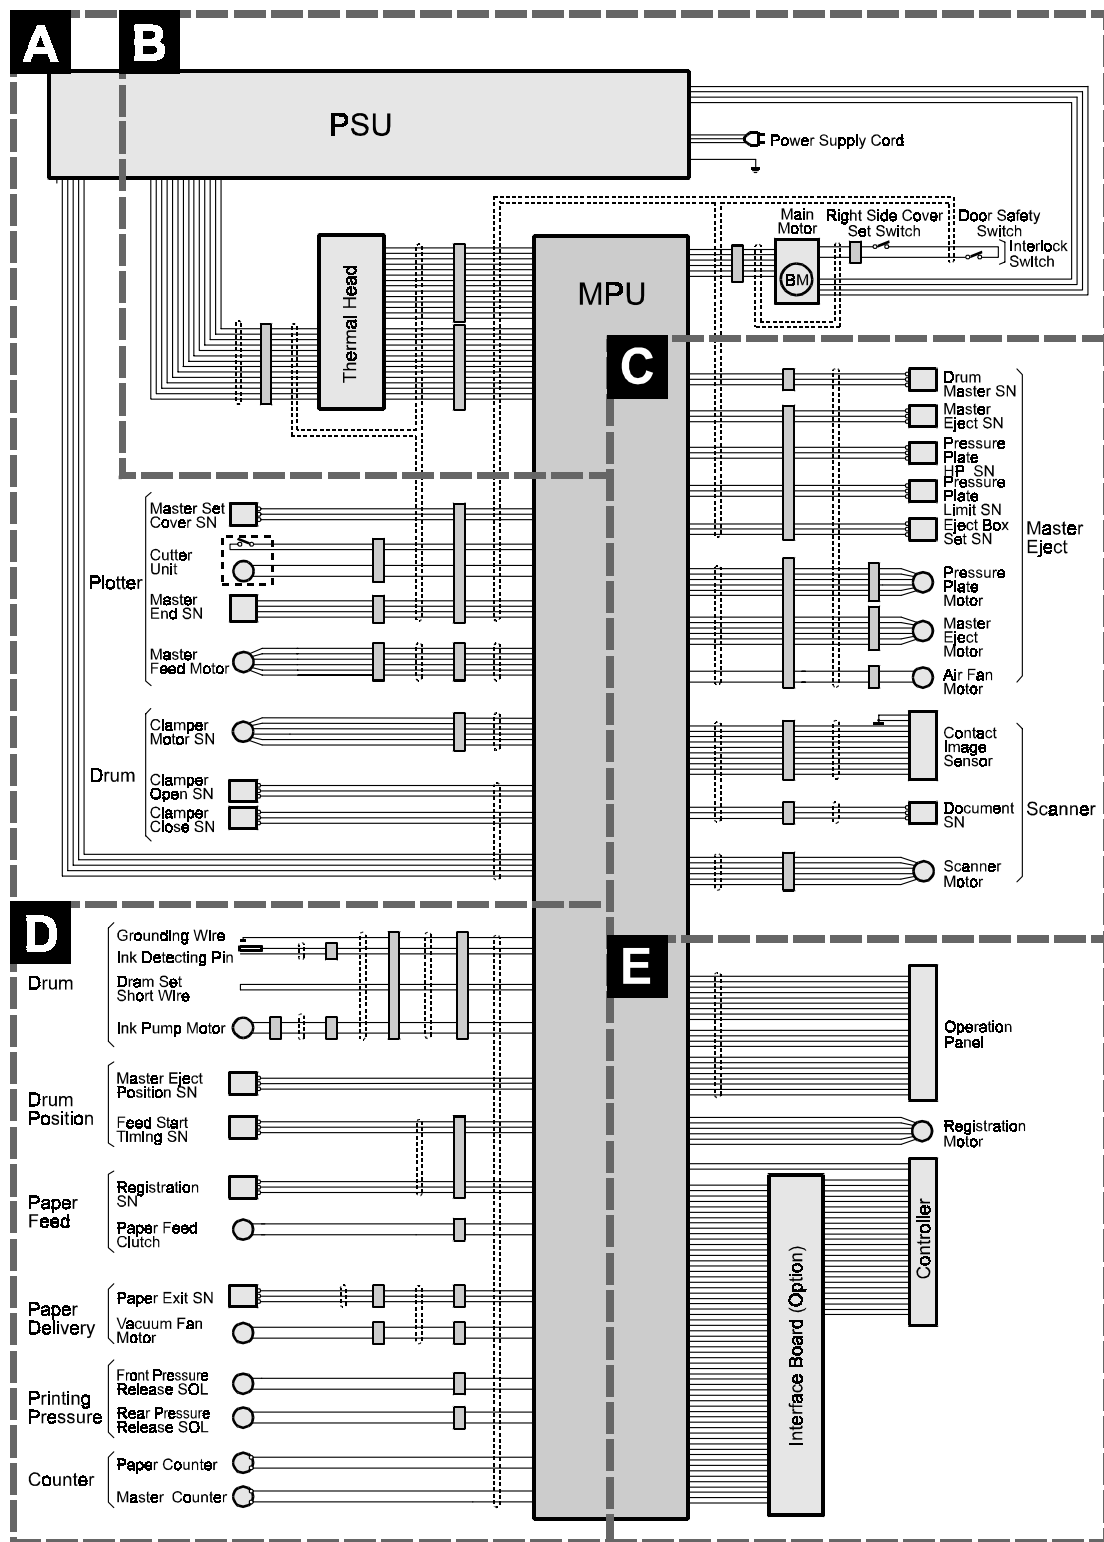 A
B
PSU
Power Supply Cord
Main
Motor
Right Side Cover
Set Switch
Door Safety
Switch
Interlock
Switch
BM
MPU
Thermal Head
C
Drum
Master SN
Master
Eject SN
Pressure
Plate
HP SN
Pressure
Plate
Limit SN
Eject Box
Set SN
Pressure
Plate
Motor
Master
Eject
Motor
Air Fan
Motor
Master
Eject
Contact
Image
Sensor
Document
SN
Scanner
Motor
Scanner
Plotter
Master Set
Cover SN
Cutter
Unit
Master
End SN
Master
Feed Motor
Drum
Clamper
Motor SN
Clamper
Open SN
Clamper
Close SN
D
Drum
Grounding Wire
Ink Detecting Pin
Dram Set
Short Wire
Ink Pump Motor
Drum
Position
Master Eject
Position SN
Feed Start
Timing SN
Paper
Feed
Registration
SN
Paper Feed
Clutch
Paper
Delivery
Paper Exit SN
Vacuum Fan
Motor
Printing
Pressure
Front Pressure
Release SOL
Rear Pressure
Release SOL
Counter
Paper Counter
Master Counter
E
Operation
Panel
Registration
Motor
Controller
Interface Board (Option)